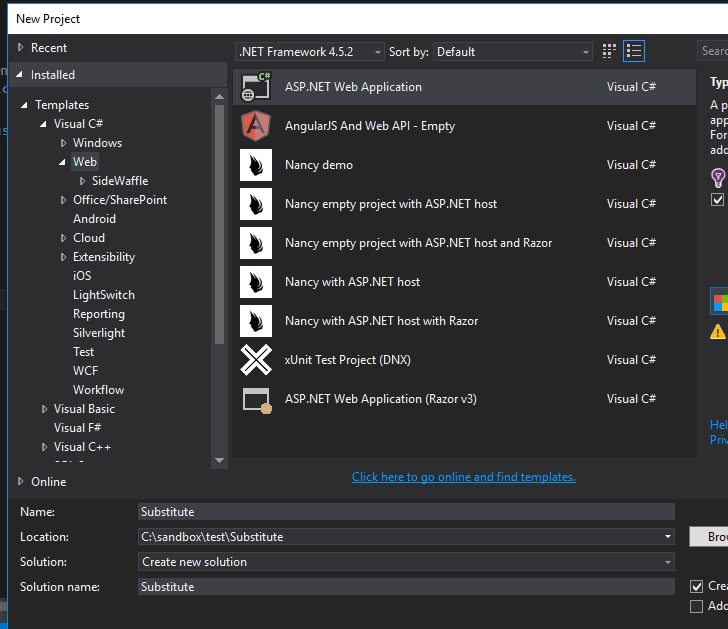 New Project
Recent
.NET Framework 4.5.2 Sort by: Default
Installed
Templates
Visual C#
Windows
Web
SideWaffle
Office/SharePoint
Android
Cloud
Extensibility
iOS
LightSwitch
Reporting
Silverlight
Test
WCF
Workflow
Visual Basic
Visual F#
Visual C++
Online
ASP.NET Web Application Visual C#
AngularJS And Web API - Empty Visual C#
Nancy demo Visual C#
Nancy empty project with ASP.NET host Visual C#
Nancy empty project with ASP.NET host and Razor Visual C#
Nancy with ASP.NET host Visual C#
Nancy with ASP.NET host with Razor Visual C#
xUnit Test Project (DNX) Visual C#
ASP.NET Web Application (Razor v3) Visual C#
Click here to go online and find templates.
Sear
Typ
A p
app
For
add
Hel
Priv
Name: Substitute
Location: C:\sandbox\test\Substitute
Brow
Solution: Create new solution
Solution name: Substitute
Crea
Add